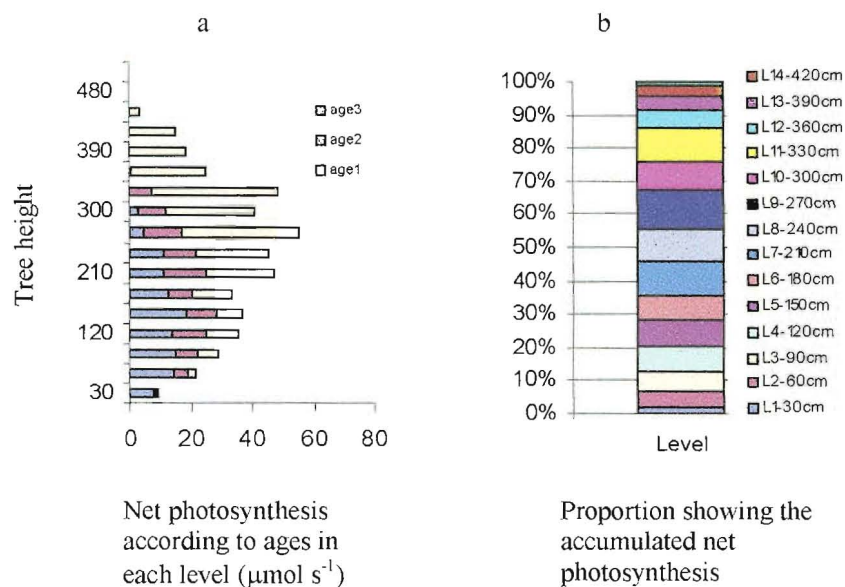 a
480
390
300
210
120
30
Tree height
0
20
40
60
80
age3
age2
age1
Net photosynthesis
according to ages in
each level (μmol s⁻¹)
b
100%
90%
80%
70%
60%
50%
40%
30%
20%
10%
0%
Level
L14-420cm
L13-390cm
L12-360cm
L11-330cm
L10-300cm
L9-270cm
L8-240cm
L7-210cm
L6-180cm
L5-150cm
L4-120cm
L3-90cm
L2-60cm
L1-30cm
Proportion showing the
accumulated net
photosynthesis